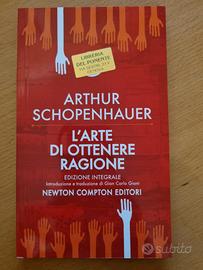 LIBRERIA
DEL PONENTE
ARTHUR
SCHOPENHAUER
L'ARTE
DI OTTENERE
RAGIONE
EDIZIONE INTEGRALE
Introduzione e traduzione di Gian Carlo Giani
NEWTON COMPTON EDITORI
subito